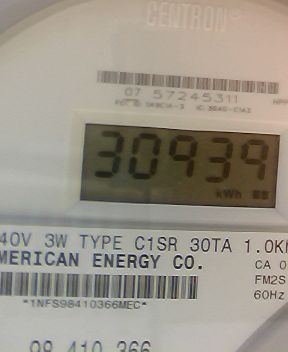 CENTRON®
07 57245311
30939
kWh
40V 3W TYPE C1SR 30TA 1.0K
MERICAN ENERGY CO.
CA 0
FM2S
60Hz
*1NFS98410366MEC*
98 410 366